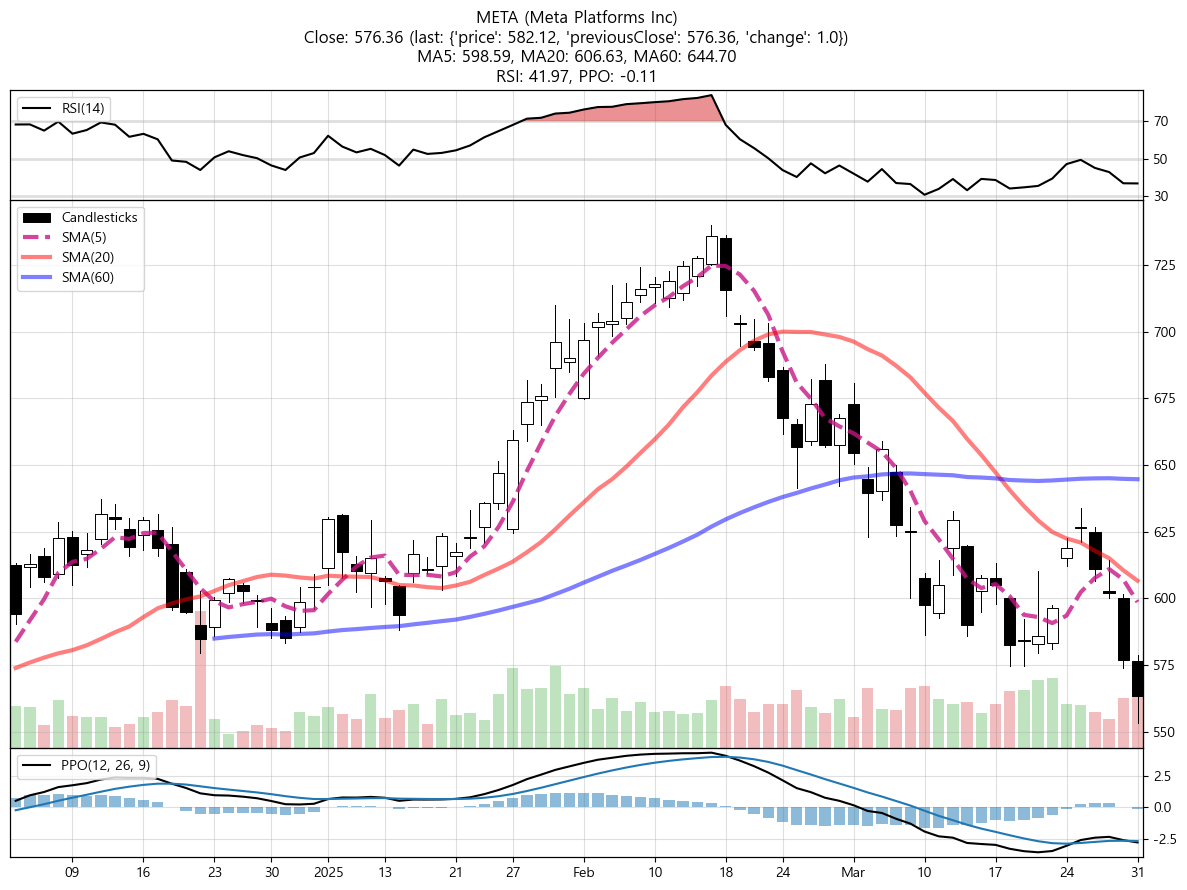 META (Meta Platforms Inc)
Close: 576.36 (last: {'price': 582.12, 'previousClose': 576.36, 'change': 1.0})
MA5: 598.59, MA20: 606.63, MA60: 644.70
RSI: 41.97, PPO: -0.11
RSI(14)
70
50
30
Candlesticks
SMA(5)
SMA(20)
SMA(60)
725
700
675
650
625
600
575
550
PPO(12, 26, 9)
2.5
0.0
-2.5
09 16 23 30 2025 13 21 27 Feb 10 18 24 Mar 10 17 24 31